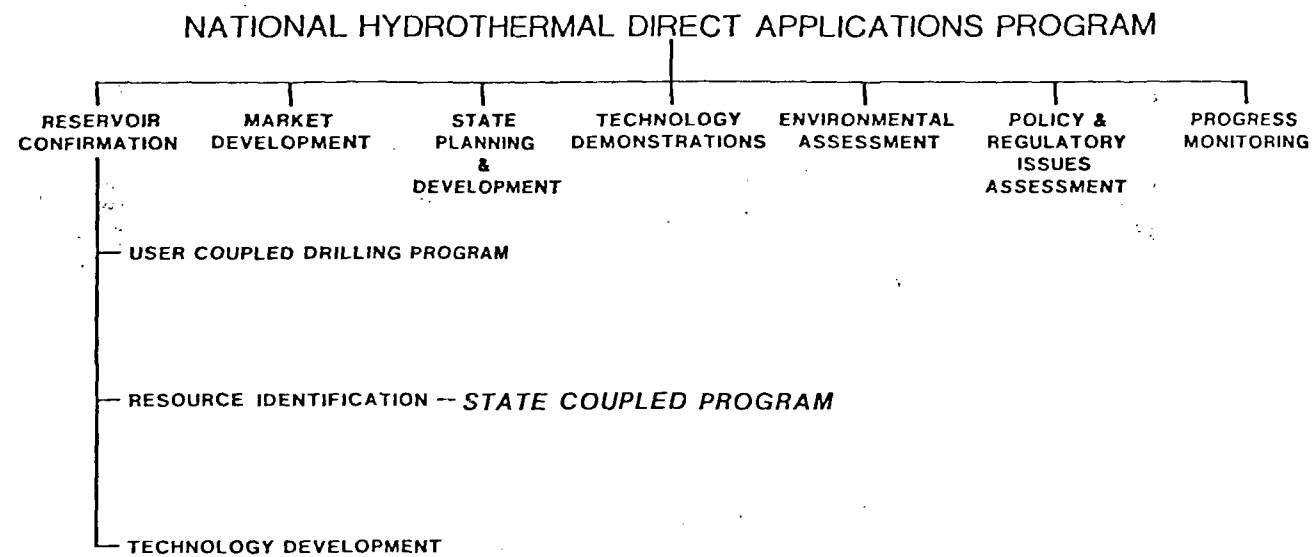 NATIONAL HYDROTHERMAL DIRECT APPLICATIONS PROGRAM
RESERVOIR
CONFIRMATION
MARKET
DEVELOPMENT
STATE
PLANNING
&
DEVELOPMENT
TECHNOLOGY
DEMONSTRATIONS
ENVIRONMENTAL
ASSESSMENT
POLICY &
REGULATORY
ISSUES
ASSESSMENT
PROGRESS
MONITORING
USER COUPLED DRILLING PROGRAM
RESOURCE IDENTIFICATION -- STATE COUPLED PROGRAM
TECHNOLOGY DEVELOPMENT